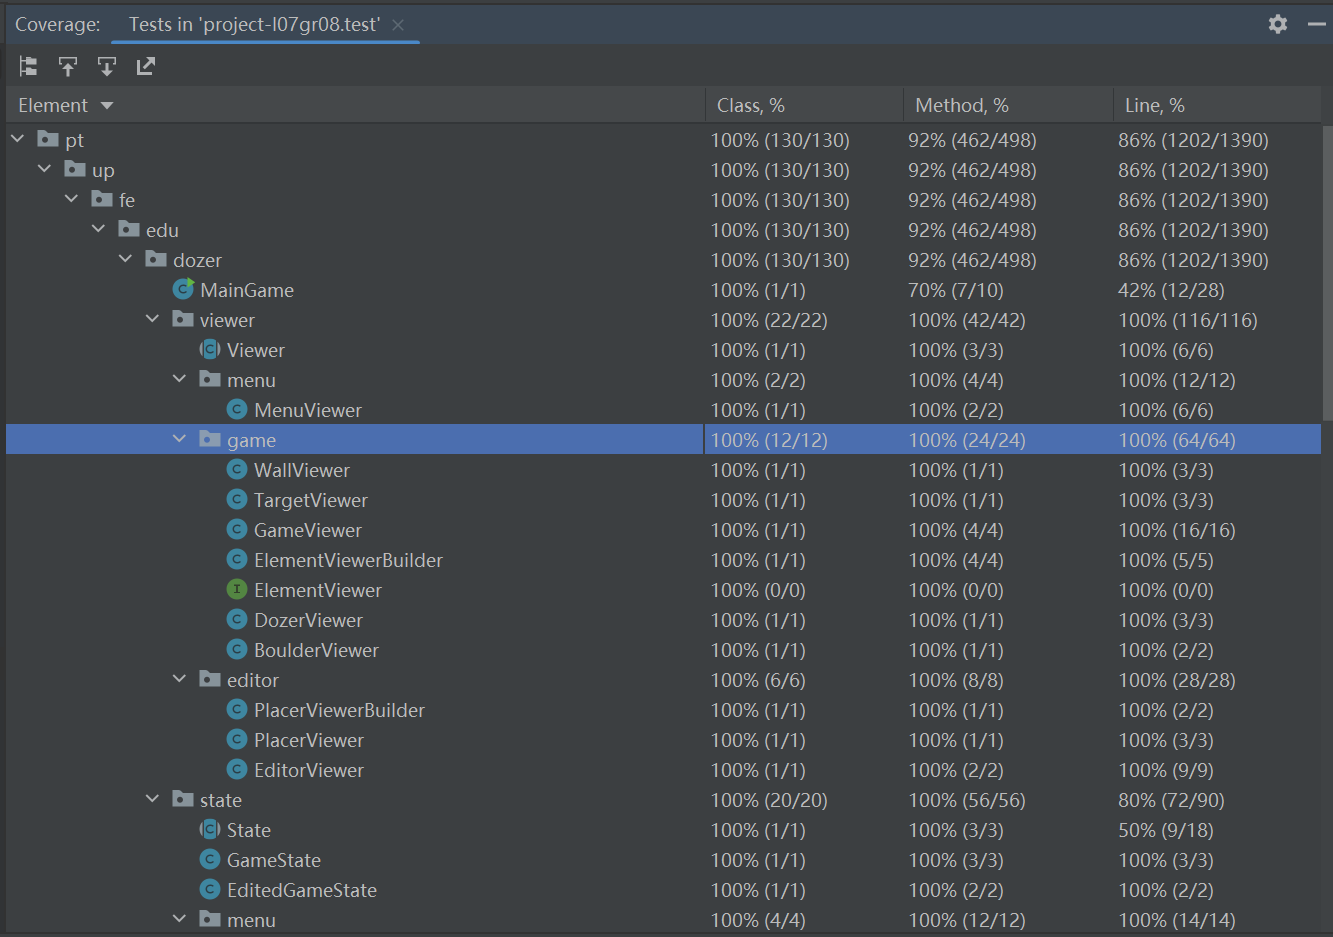 Coverage: Tests in 'project-l07gr08.test'
Element Class, % Method, % Line, %
pt 100% (130/130) 92% (462/498) 86% (1202/1390)
up 100% (130/130) 92% (462/498) 86% (1202/1390)
fe 100% (130/130) 92% (462/498) 86% (1202/1390)
edu 100% (130/130) 92% (462/498) 86% (1202/1390)
dozer 100% (130/130) 92% (462/498) 86% (1202/1390)
MainGame 100% (1/1) 70% (7/10) 42% (12/28)
viewer 100% (22/22) 100% (42/42) 100% (116/116)
Viewer 100% (1/1) 100% (3/3) 100% (6/6)
menu 100% (2/2) 100% (4/4) 100% (12/12)
MenuViewer 100% (1/1) 100% (2/2) 100% (6/6)
game 100% (12/12) 100% (24/24) 100% (64/64)
WallViewer 100% (1/1) 100% (1/1) 100% (3/3)
TargetViewer 100% (1/1) 100% (1/1) 100% (3/3)
GameViewer 100% (1/1) 100% (4/4) 100% (16/16)
ElementViewerBuilder 100% (1/1) 100% (4/4) 100% (5/5)
ElementViewer 100% (0/0) 100% (0/0) 100% (0/0)
DozerViewer 100% (1/1) 100% (1/1) 100% (3/3)
BoulderViewer 100% (1/1) 100% (1/1) 100% (2/2)
editor 100% (6/6) 100% (8/8) 100% (28/28)
PlacerViewerBuilder 100% (1/1) 100% (1/1) 100% (2/2)
PlacerViewer 100% (1/1) 100% (1/1) 100% (3/3)
EditorViewer 100% (1/1) 100% (2/2) 100% (9/9)
state 100% (20/20) 100% (56/56) 80% (72/90)
State 100% (1/1) 100% (3/3) 50% (9/18)
GameState 100% (1/1) 100% (3/3) 100% (3/3)
EditedGameState 100% (1/1) 100% (2/2) 100% (2/2)
menu 100% (4/4) 100% (12/12) 100% (14/14)